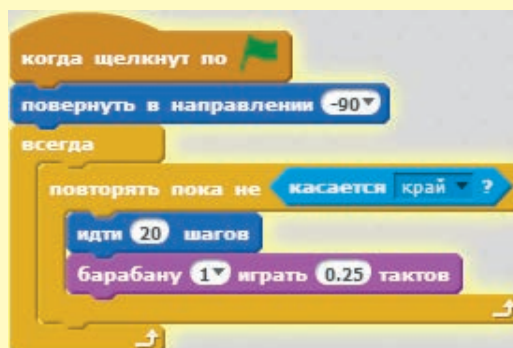 когда щелкнут по
повернуть в направлении -90
всегда
повторять пока не касается край ?
идти 20 шагов
барабану 1 играть 0.25 тактов